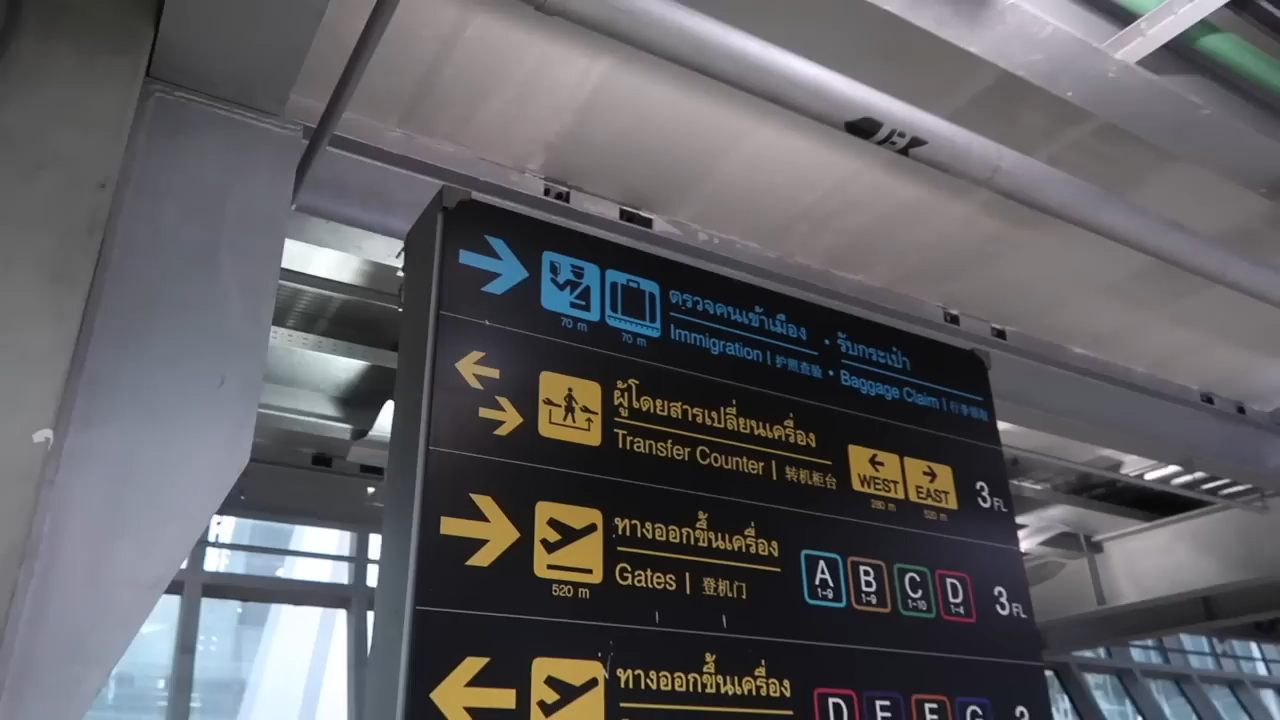 ตรวจคนเข้าเมือง • รับกระเป๋า
Immigration | 护照查验 • Baggage Claim | 行李领取
70 m 70 m
ผู้โดยสารเปลี่ยนเครื่อง
Transfer Counter | 转机柜台
← WEST → EAST 3FL
280 m 520 m
ทางออกขึ้นเครื่อง
Gates | 登机门
520 m
A 1-9 B 1-9 C 1-10 D 1-4 3FL
ทางออกขึ้นเครื่อง
D E F G 3